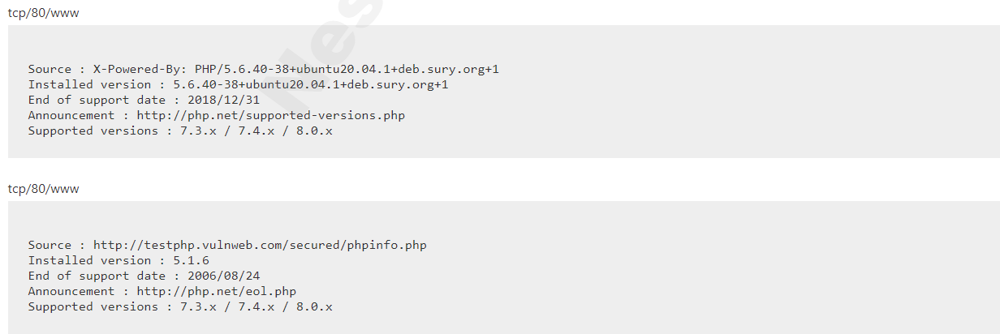 tcp/80/www
Source : X-Powered-By: PHP/5.6.40-38+ubuntu20.04.1+deb.sury.org+1
Installed version : 5.6.40-38+ubuntu20.04.1+deb.sury.org+1
End of support date : 2018/12/31
Announcement : http://php.net/supported-versions.php
Supported versions : 7.3.x / 7.4.x / 8.0.x
tcp/80/www
Source : http://testphp.vulnweb.com/secured/phpinfo.php
Installed version : 5.1.6
End of support date : 2006/08/24
Announcement : http://php.net/eol.php
Supported versions : 7.3.x / 7.4.x / 8.0.x